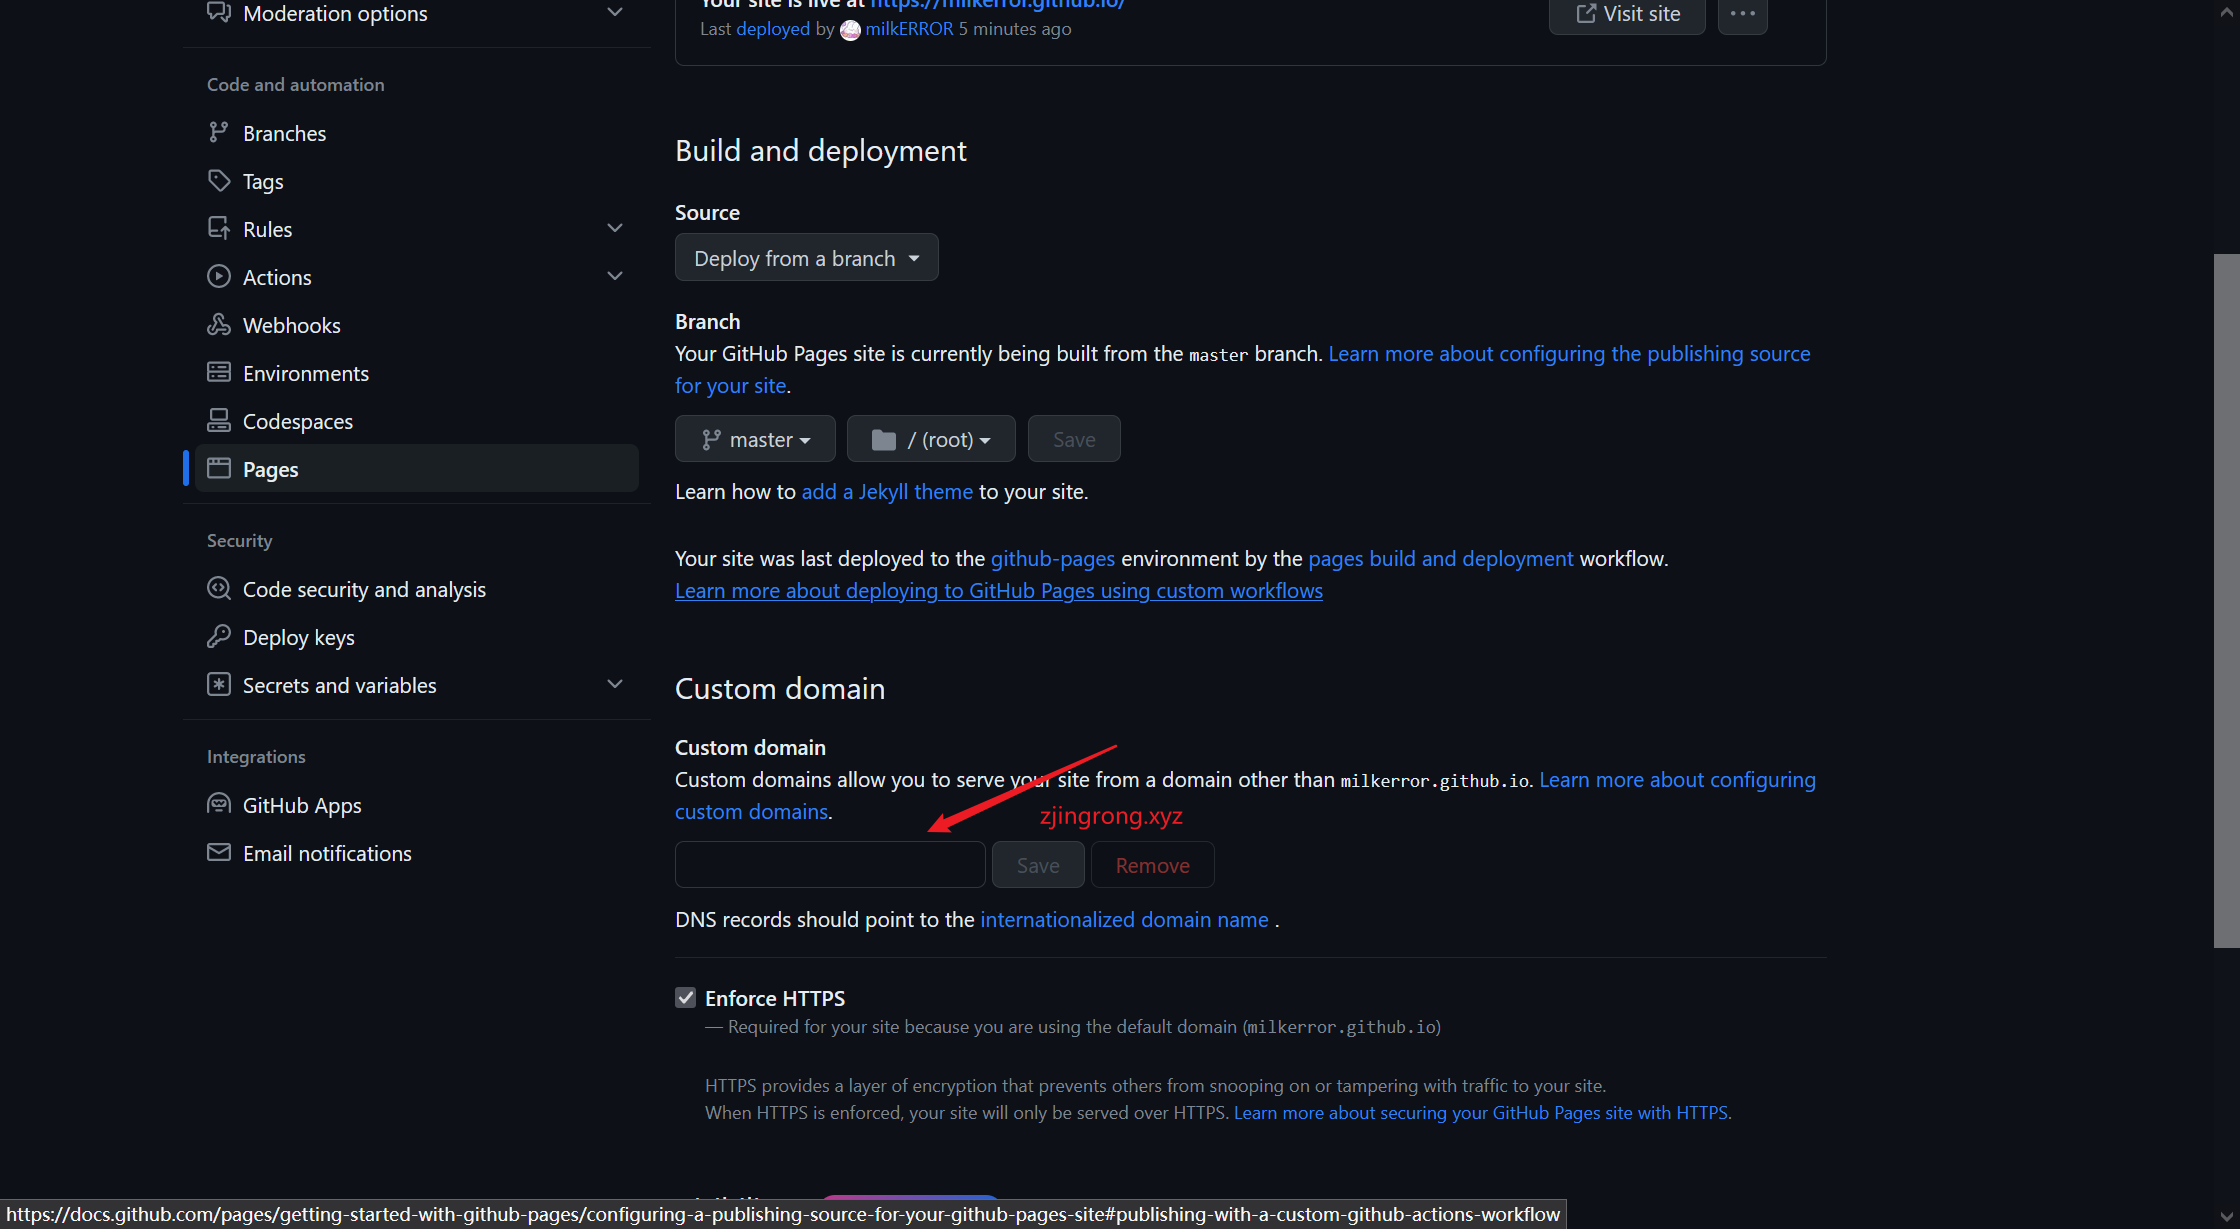 Moderation options
Code and automation
Branches
Tags
Rules
Actions
Webhooks
Environments
Codespaces
Pages
Security
Code security and analysis
Deploy keys
Secrets and variables
Integrations
GitHub Apps
Email notifications
Your site is live at https://milkerror.github.io/
Last deployed by milkERROR 5 minutes ago
Visit site
Build and deployment
Source
Deploy from a branch
Branch
Your GitHub Pages site is currently being built from the master branch. Learn more about configuring the publishing source
for your site.
master / (root) Save
Learn how to add a Jekyll theme to your site.
Your site was last deployed to the github-pages environment by the pages build and deployment workflow.
Learn more about deploying to GitHub Pages using custom workflows
Custom domain
Custom domain
Custom domains allow you to serve your site from a domain other than milkerror.github.io. Learn more about configuring
custom domains.
zjingrong.xyz
Save Remove
DNS records should point to the internationalized domain name .
Enforce HTTPS
— Required for your site because you are using the default domain (milkerror.github.io)
HTTPS provides a layer of encryption that prevents others from snooping on or tampering with traffic to your site.
When HTTPS is enforced, your site will only be served over HTTPS. Learn more about securing your GitHub Pages site with HTTPS.
https://docs.github.com/pages/getting-started-with-github-pages/configuring-a-publishing-source-for-your-github-pages-site#publishing-with-a-custom-github-actions-workflow